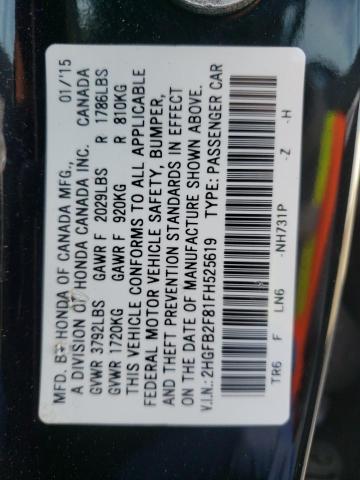 MFD. BY HONDA OF CANADA MFG., 01/15
A DIVISION OF HONDA CANADA INC. CANADA
GVWR 3792LBS GAWR F 2029LBS R 1786LBS
GVWR 1720KG GAWR F 920KG R 810KG
THIS VEHICLE CONFORMS TO ALL APPLICABLE
FEDERAL MOTOR VEHICLE SAFETY, BUMPER,
AND THEFT PREVENTION STANDARDS IN EFFECT
ON THE DATE OF MANUFACTURE SHOWN ABOVE.
V.I.N.: 2HGFB2F81FH525619 TYPE: PASSENGER CAR
TR6 F LN6 -NH731P -Z -H